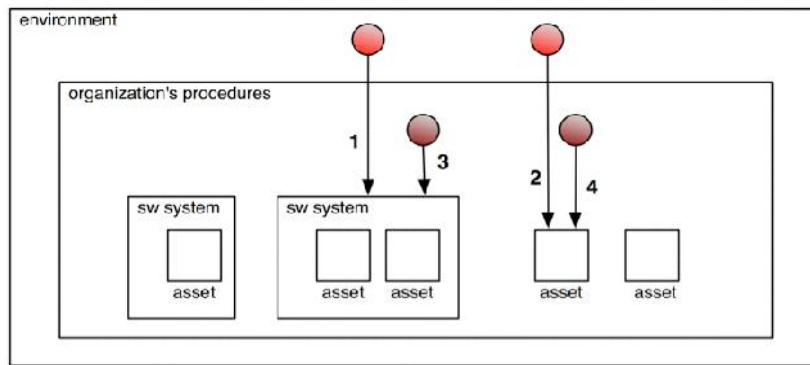 environment
organization's procedures
1
3
2
4
sw system
sw system
asset
asset
asset
asset
asset